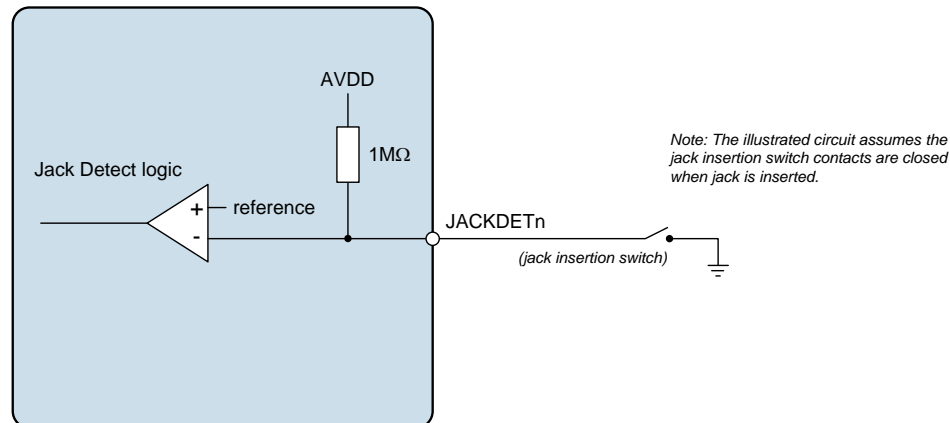 AVDD
1MΩ
Jack Detect logic
+
reference
-
JACKDETn
(jack insertion switch)
Note: The illustrated circuit assumes the
jack insertion switch contacts are closed
when jack is inserted.